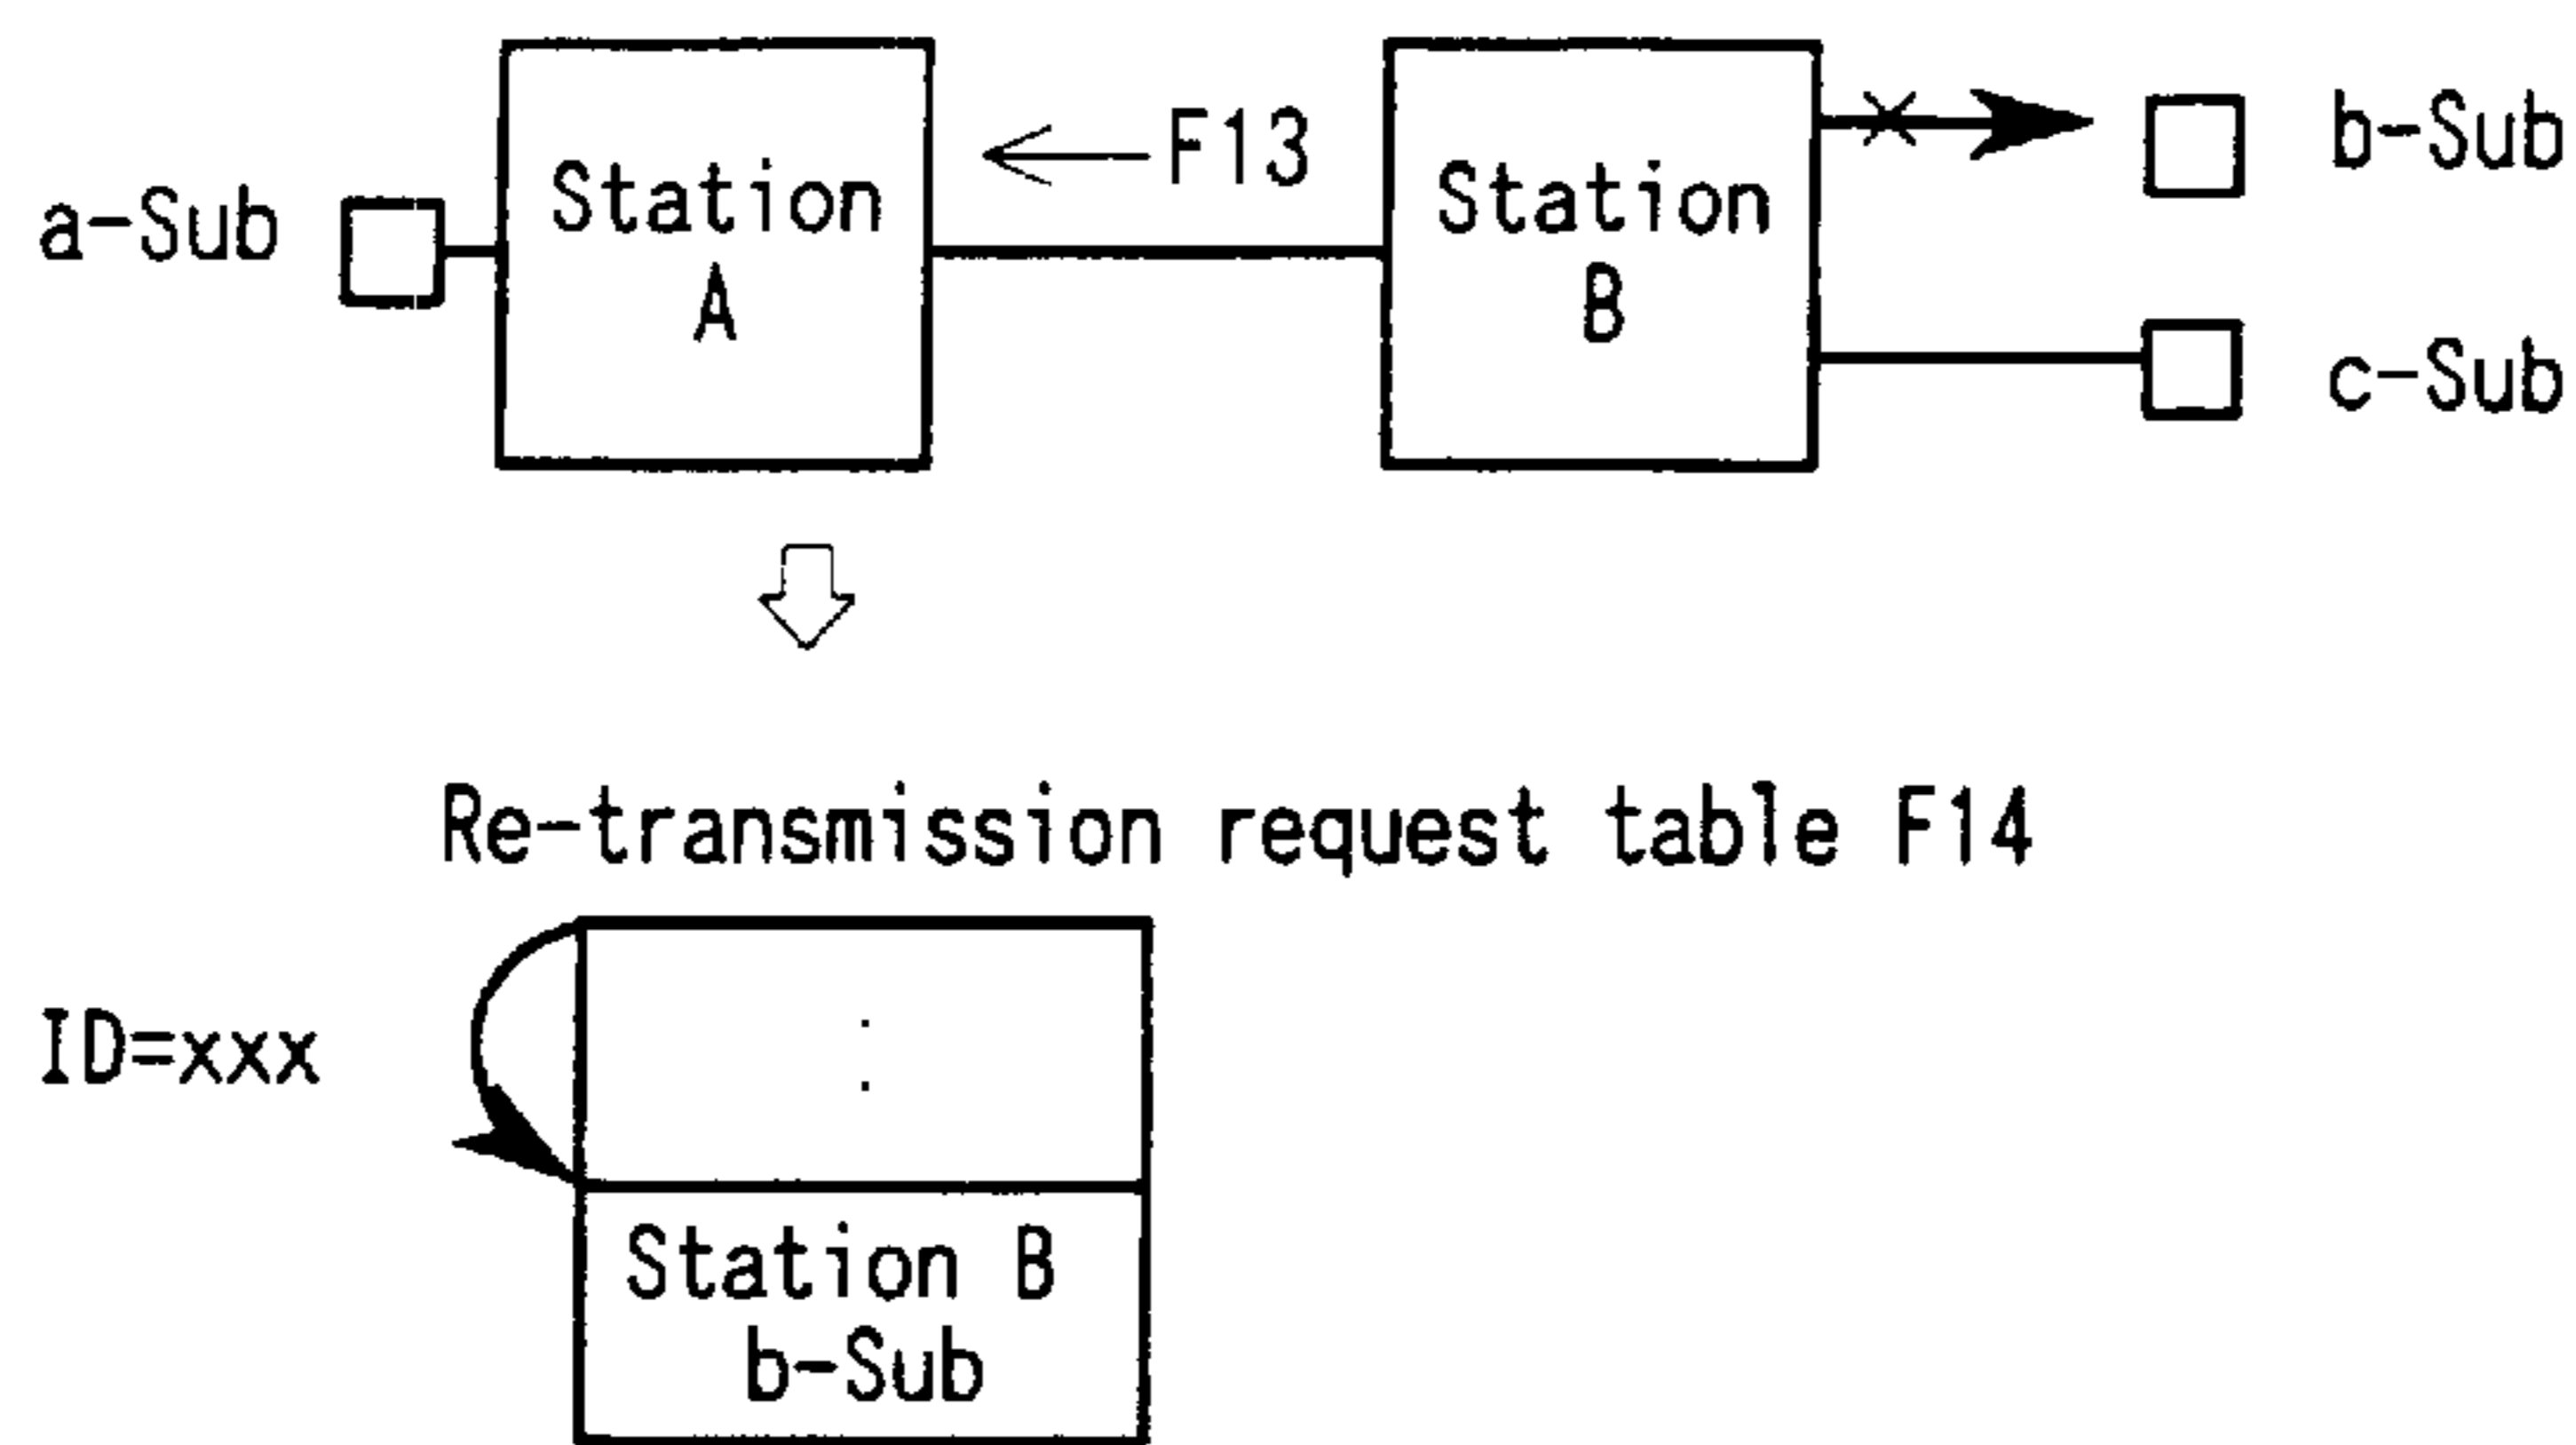 a-Sub
Station
A
F13
Station
B
b-Sub
c-Sub
Re-transmission request table F14
ID=xxx
:
Station B
b-Sub